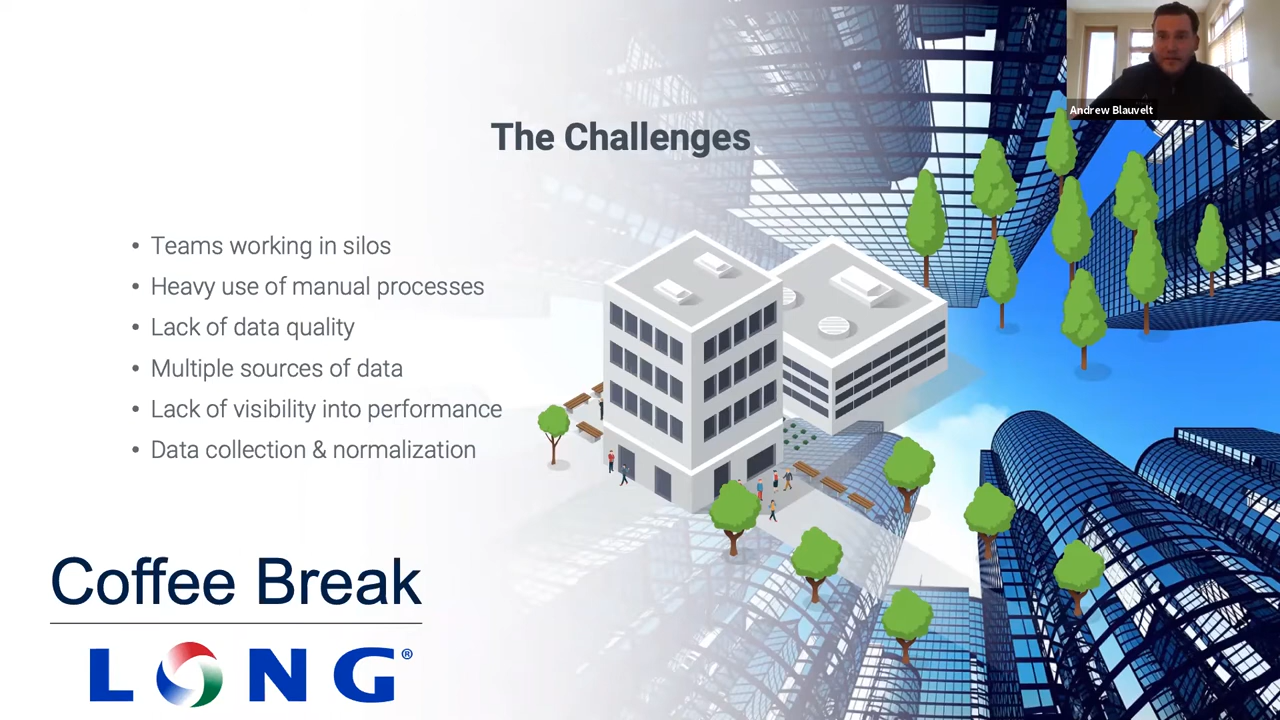 Andrew Blauvelt
The Challenges
• Teams working in silos
• Heavy use of manual processes
• Lack of data quality
• Multiple sources of data
• Lack of visibility into performance
• Data collection & normalization
Coffee Break
LONG®